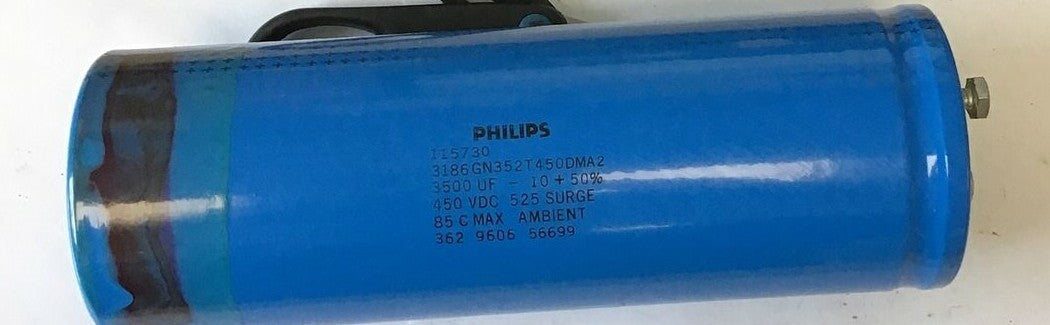 PHILIPS
115730
3186GN352T450DMA2
3500 UF - 10 + 50%
450 VDC 525 SURGE
85 C MAX AMBIENT
362 9606 56699